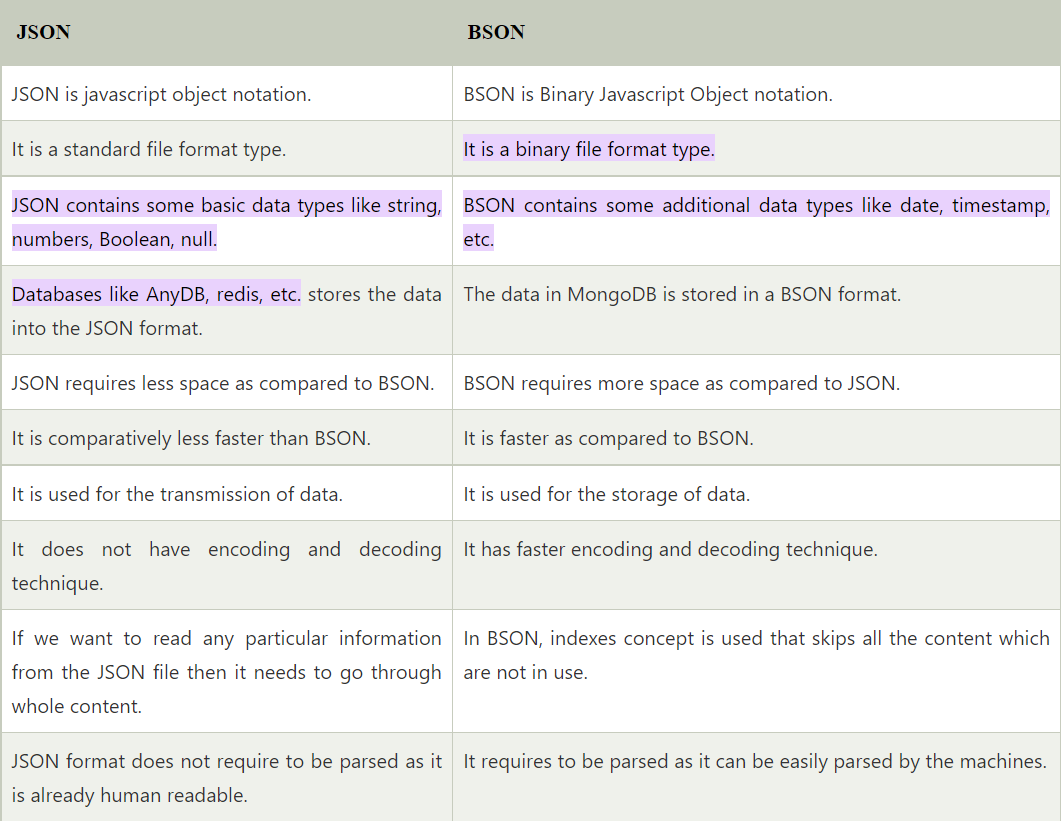 JSON
BSON
JSON is javascript object notation.
BSON is Binary Javascript Object notation.
It is a standard file format type.
It is a binary file format type.
JSON contains some basic data types like string,
numbers, Boolean, null.
BSON contains some additional data types like date, timestamp,
etc.
Databases like AnyDB, redis, etc. stores the data
into the JSON format.
The data in MongoDB is stored in a BSON format.
JSON requires less space as compared to BSON.
BSON requires more space as compared to JSON.
It is comparatively less faster than BSON.
It is faster as compared to BSON.
It is used for the transmission of data.
It is used for the storage of data.
It does not have encoding and decoding
technique.
It has faster encoding and decoding technique.
If we want to read any particular information
from the JSON file then it needs to go through
whole content.
In BSON, indexes concept is used that skips all the content which
are not in use.
JSON format does not require to be parsed as it
is already human readable.
It requires to be parsed as it can be easily parsed by the machines.